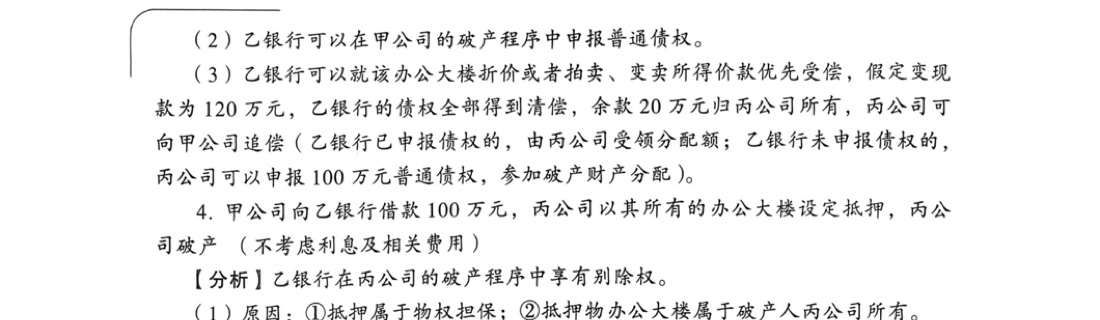 （2）乙银行可以在甲公司的破产程序中申报普通债权。
（3）乙银行可以就该办公大楼折价或者拍卖、变卖所得价款优先受偿，假定变现
款为 120 万元，乙银行的债权全部得到清偿，余款 20 万元归丙公司所有，丙公司可
向甲公司追偿（乙银行已申报债权的，由丙公司受领分配额；乙银行未申报债权的，
丙公司可以申报 100 万元普通债权，参加破产财产分配）。
4. 甲公司向乙银行借款 100 万元，丙公司以其所有的办公大楼设定抵押，丙公
司破产 （不考虑利息及相关费用）
【分析】乙银行在丙公司的破产程序中享有别除权。
（1）原因：①抵押属于物权担保；②抵押物办公大楼属于破产人丙公司所有。